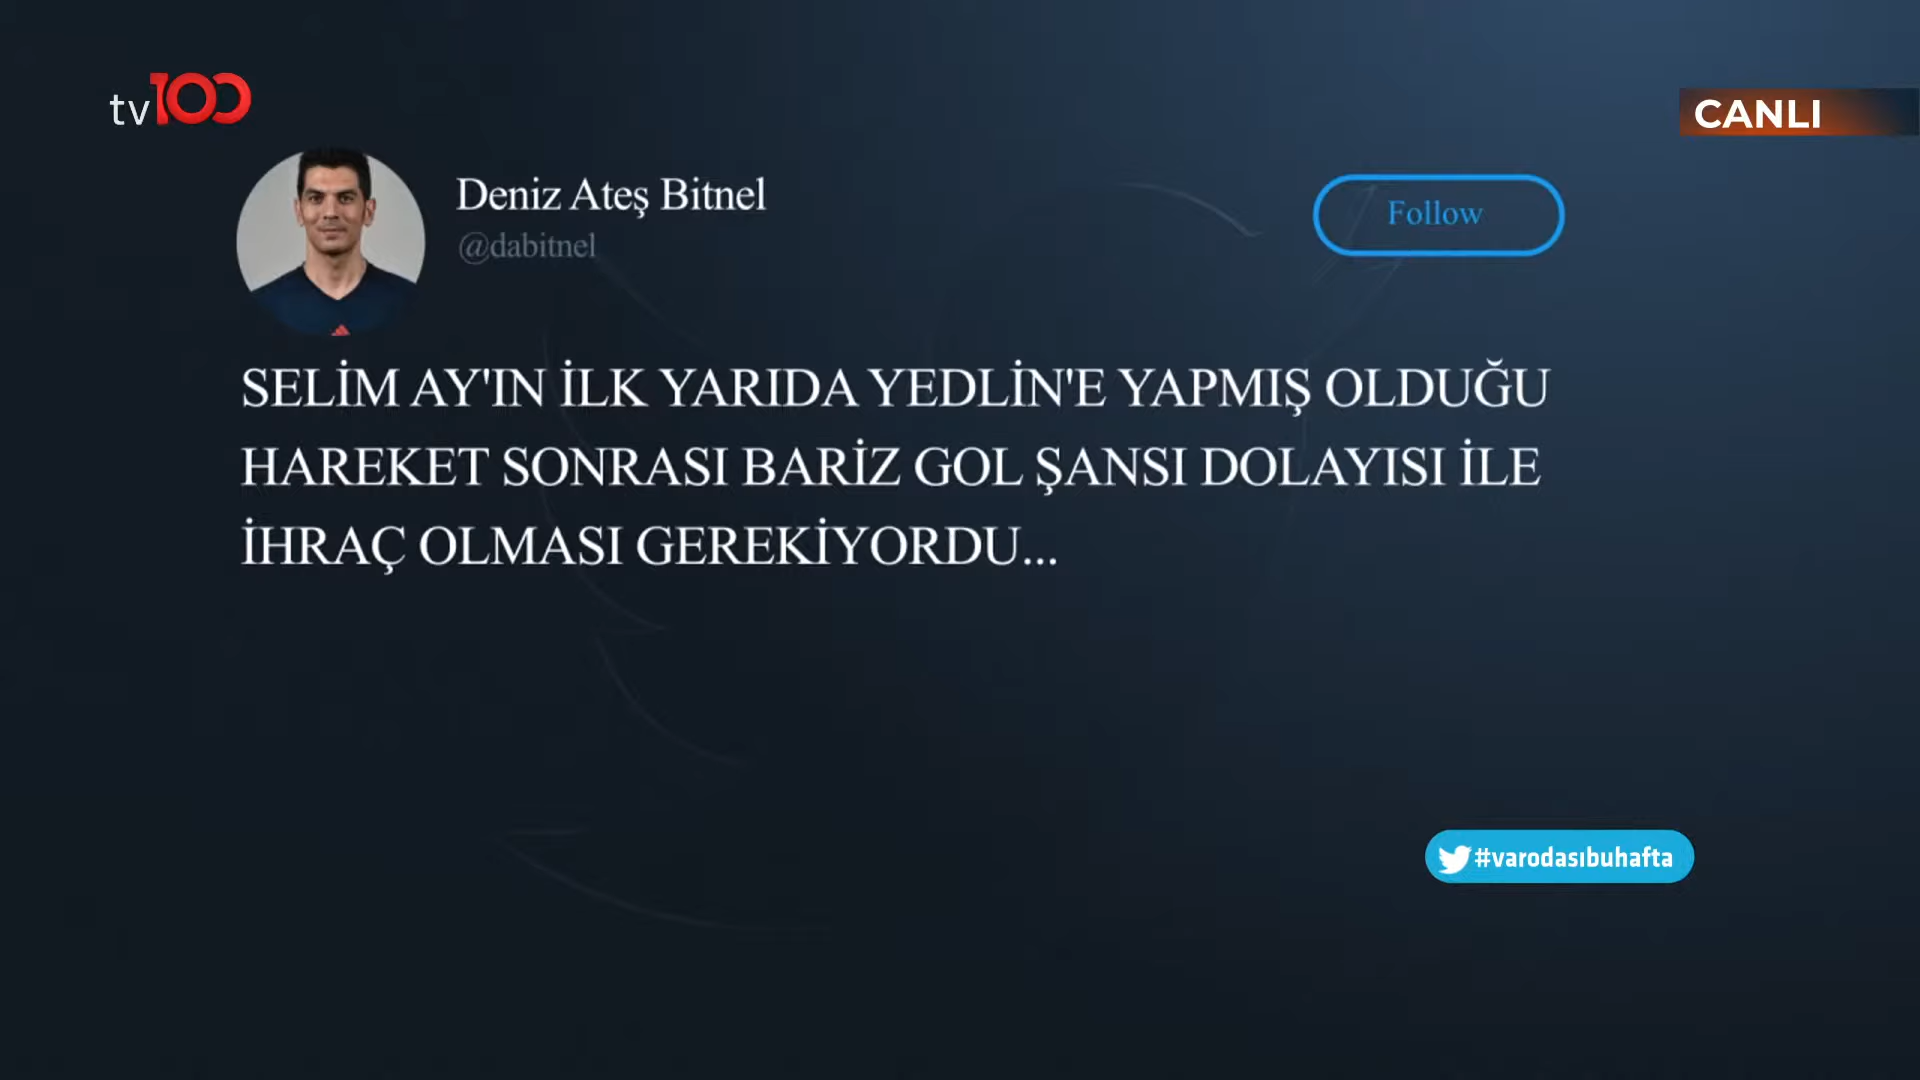 tv100
CANLI
Deniz Ateş Bitnel
@dabitnel
Follow
SELİM AY'IN İLK YARIDA YEDLİN'E YAPMIŞ OLDUĞU
HAREKET SONRASI BARİZ GOL ŞANSI DOLAYISI İLE
İHRAÇ OLMASI GEREKİYORDU...
#varodasıbuhafta